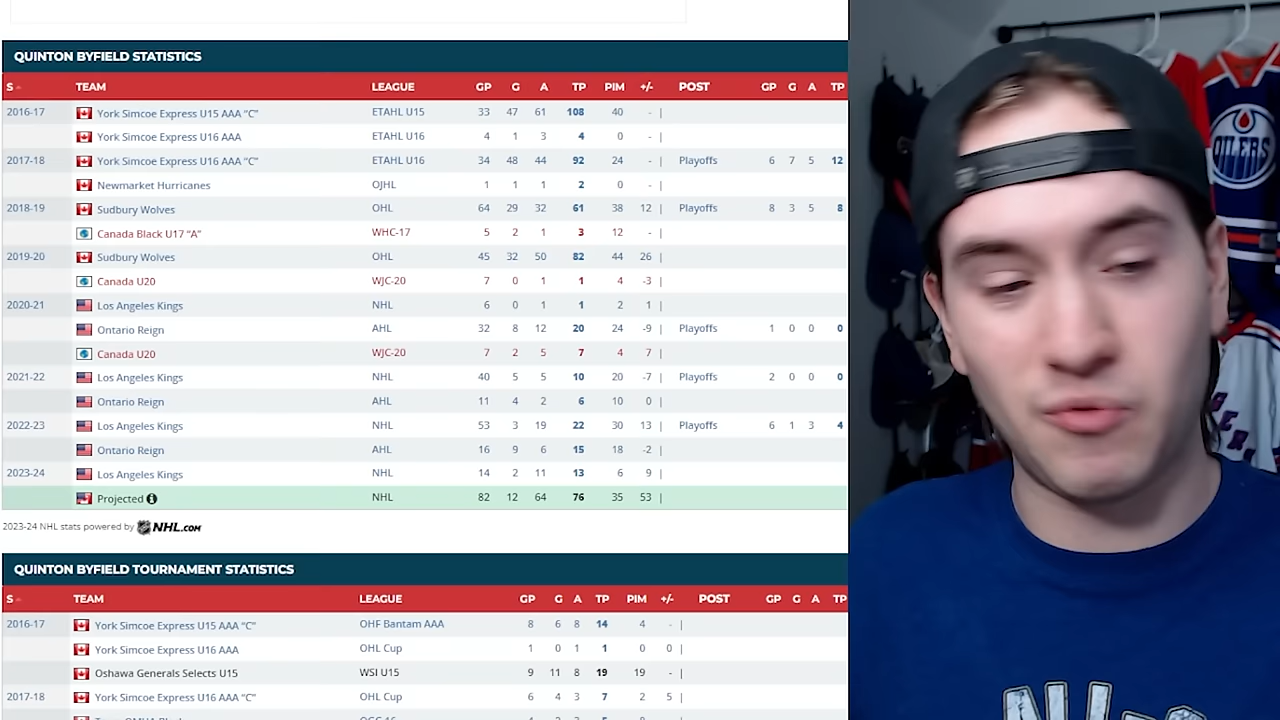 QUINTON BYFIELD STATISTICS
S TEAM LEAGUE GP G A TP PIM +/- POST GP G A TP
2016-17 York Simcoe Express U15 AAA "C" ETAHL U15 33 47 61 108 40 - |
York Simcoe Express U16 AAA ETAHL U16 4 1 3 4 0 - |
2017-18 York Simcoe Express U16 AAA "C" ETAHL U16 34 48 44 92 24 - | Playoffs 6 7 5 12
Newmarket Hurricanes OJHL 1 1 1 2 0 - |
2018-19 Sudbury Wolves OHL 64 29 32 61 38 12 | Playoffs 8 3 5 8
Canada Black U17 "A" WHC-17 5 2 1 3 12 - |
2019-20 Sudbury Wolves OHL 45 32 50 82 44 26 |
Canada U20 WJC-20 7 0 1 1 4 -3 |
2020-21 Los Angeles Kings NHL 6 0 1 1 2 1 |
Ontario Reign AHL 32 8 12 20 24 -9 | Playoffs 1 0 0 0
Canada U20 WJC-20 7 2 5 7 4 7 |
2021-22 Los Angeles Kings NHL 40 5 5 10 20 -7 | Playoffs 2 0 0 0
Ontario Reign AHL 11 4 2 6 10 0 |
2022-23 Los Angeles Kings NHL 53 3 19 22 30 13 | Playoffs 6 1 3 4
Ontario Reign AHL 16 9 6 15 18 -2 |
2023-24 Los Angeles Kings NHL 14 2 11 13 6 9 |
Projected NHL 82 12 64 76 35 53 |
2023-24 NHL stats powered by NHL.COM
QUINTON BYFIELD TOURNAMENT STATISTICS
S TEAM LEAGUE GP G A TP PIM +/- POST GP G A TP
2016-17 York Simcoe Express U15 AAA "C" OHF Bantam AAA 8 6 8 14 4 - |
York Simcoe Express U16 AAA OHL Cup 1 0 1 1 0 0 |
Oshawa Generals Selects U15 WSI U15 9 11 8 19 19 - |
2017-18 York Simcoe Express U16 AAA "C" OHL Cup 6 4 3 7 2 5 |
OILERS